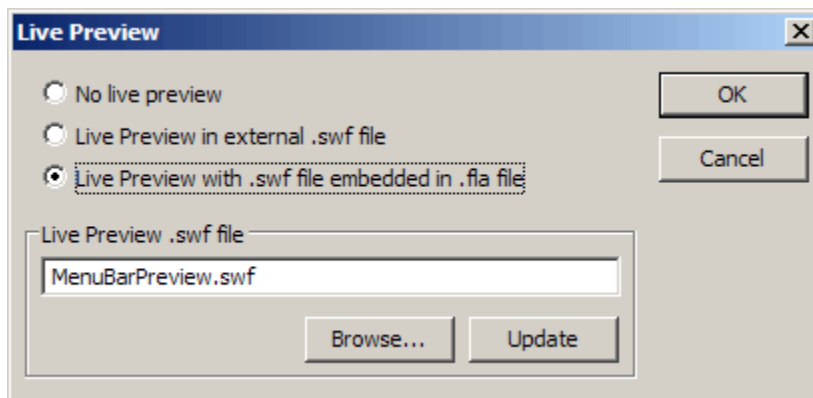 Live Preview
No live preview
OK
Live Preview in external .swf file
Cancel
Live Preview with .swf file embedded in .fla file
Live Preview .swf file
MenuBarPreview.swf
Browse... Update